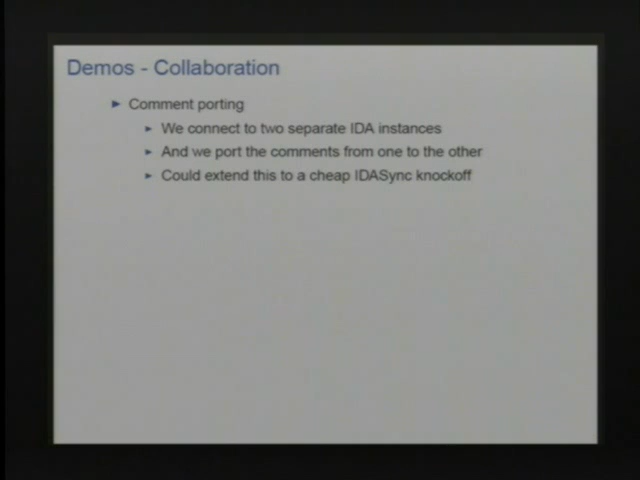 Demos - Collaboration
Comment porting
We connect to two separate IDA instances
And we port the comments from one to the other
Could extend this to a cheap IDASync knockoff